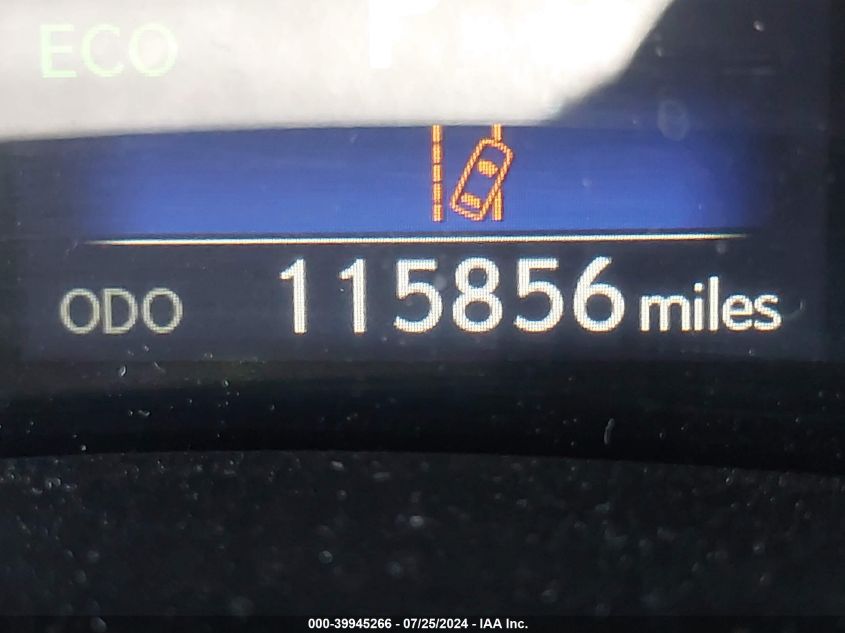 ECO
ODO 115856 miles
000-39945266 - 07/25/2024 - IAA Inc.